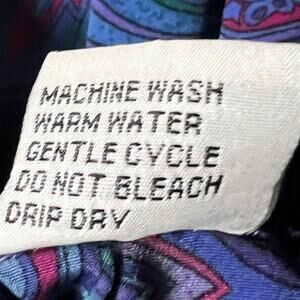 MACHINE WASH
WARM WATER
GENTLE CYCLE
DO NOT BLEACH
DRIP DRY